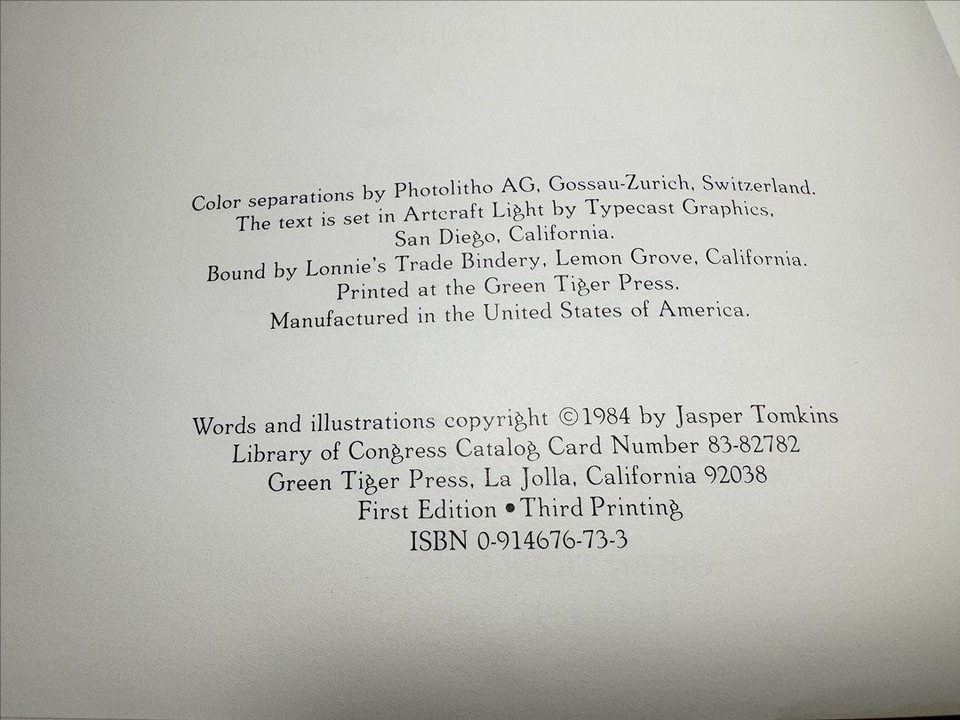 Color separations by Photolitho AG, Gossau-Zurich, Switzerland.
The text is set in Artcraft Light by Typecast Graphics,
San Diego, California.
Bound by Lonnie's Trade Bindery, Lemon Grove, California.
Printed at the Green Tiger Press.
Manufactured in the United States of America.
Words and illustrations copyright ©1984 by Jasper Tomkins
Library of Congress Catalog Card Number 83-82782
Green Tiger Press, La Jolla, California 92038
First Edition • Third Printing
ISBN 0-914676-73-3